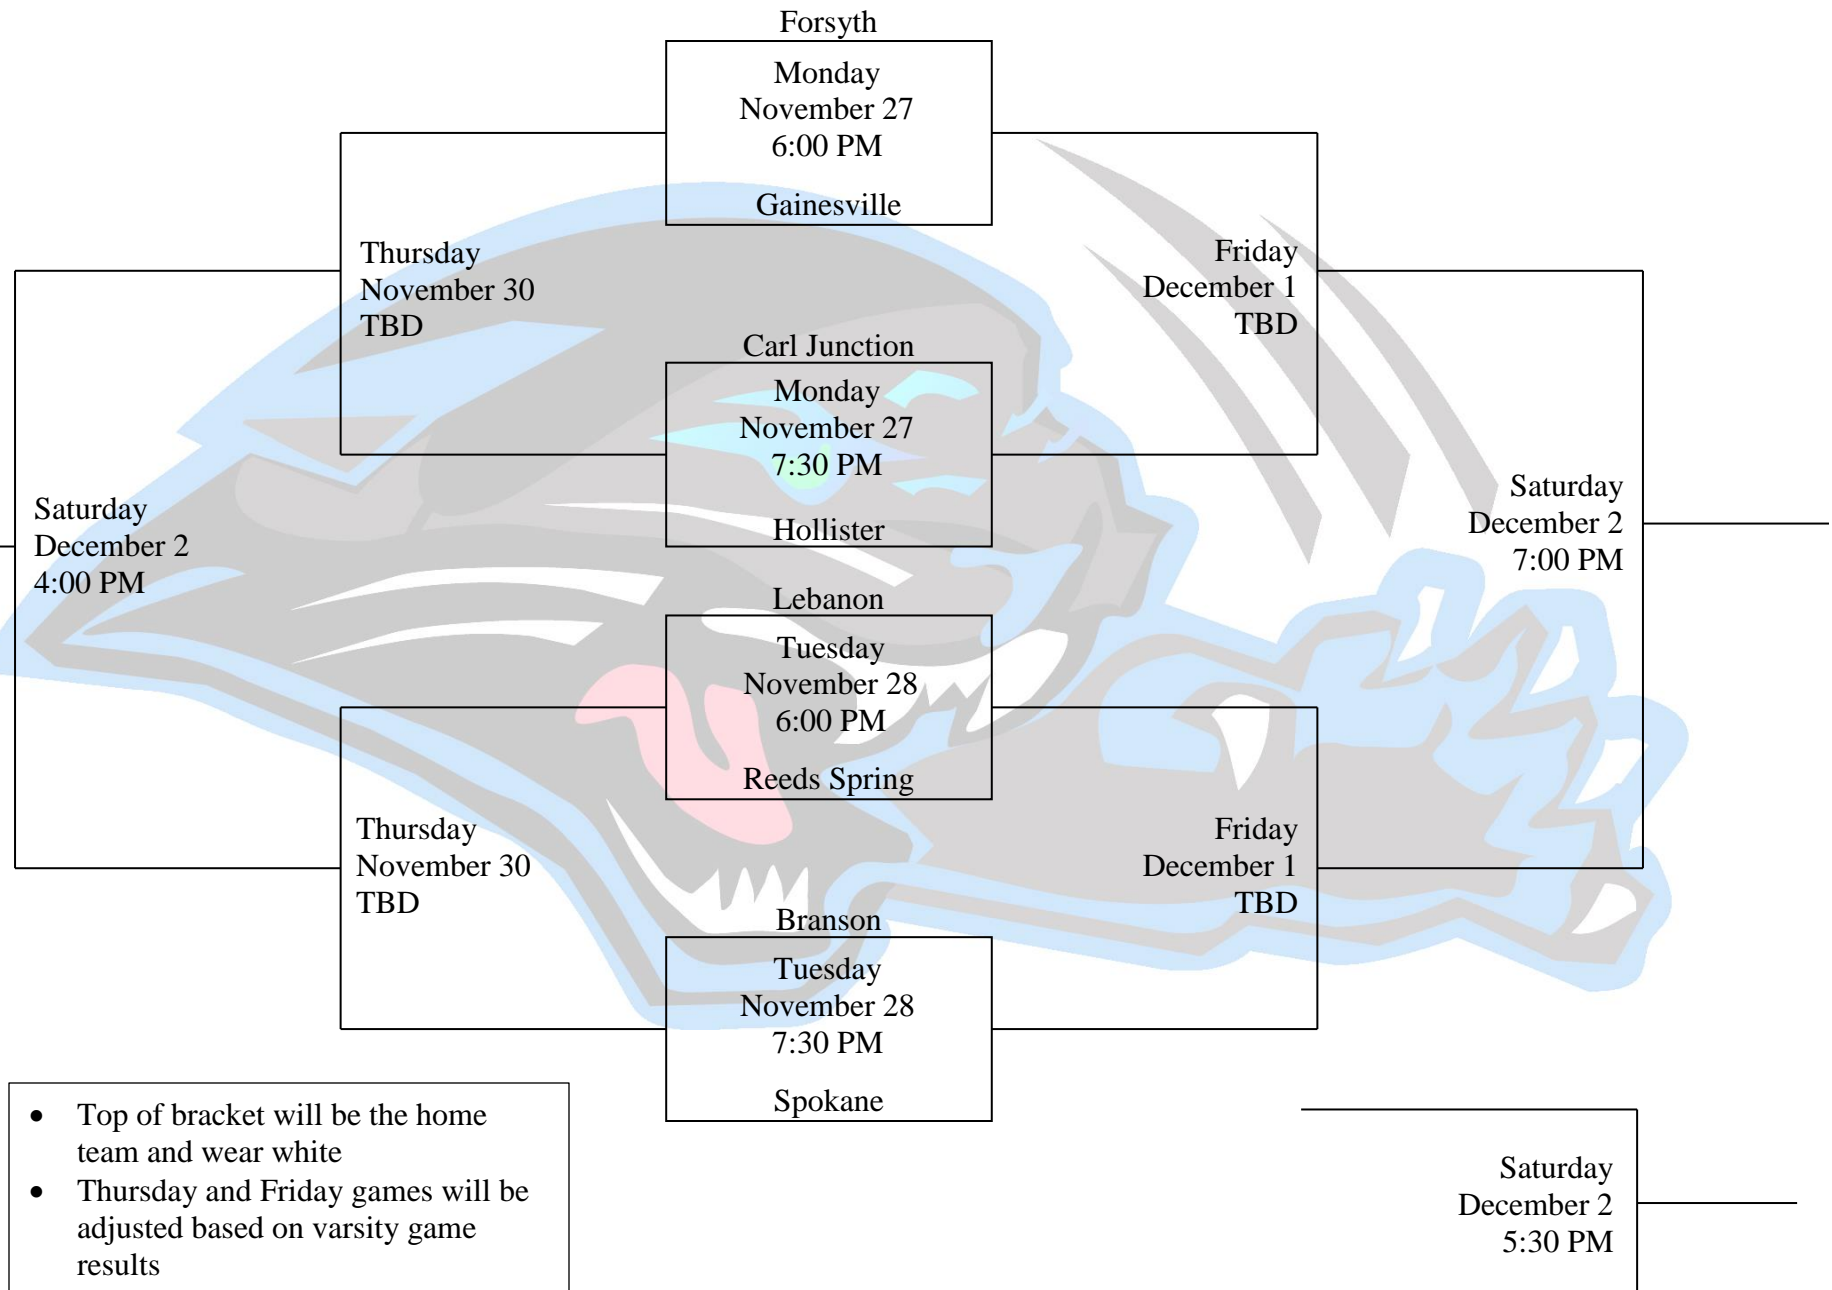 Forsyth
Monday
November 27
6:00 PM
Gainesville
Thursday
November 30
TBD
Friday
December 1
TBD
Carl Junction
Monday
November 27
7:30 PM
Hollister
Saturday
December 2
4:00 PM
Saturday
December 2
7:00 PM
Lebanon
Tuesday
November 28
6:00 PM
Reeds Spring
Thursday
November 30
TBD
Friday
December 1
TBD
Branson
Tuesday
November 28
7:30 PM
Spokane
• Top of bracket will be the home
team and wear white
• Thursday and Friday games will be
adjusted based on varsity game
results
Saturday
December 2
5:30 PM